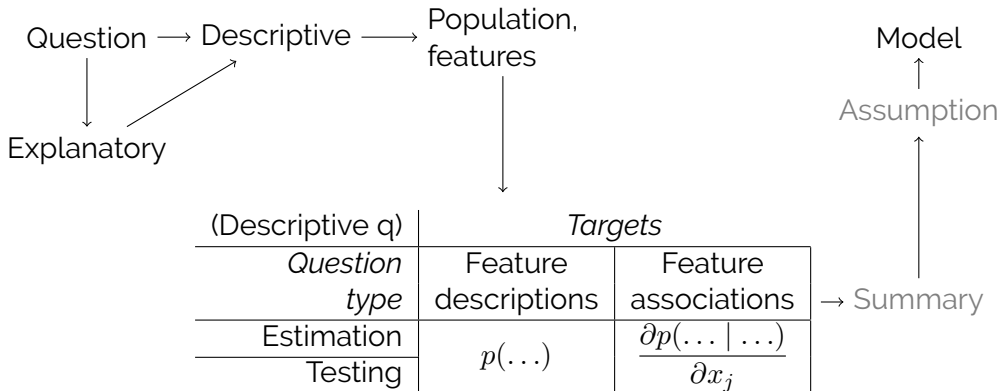 Question → Descriptive → Population,
features
Model
Assumption
Explanatory
(Descriptive q) Targets
Question Feature Feature
type descriptions associations → Summary
Estimation p(… | …)
Testing p(…) ∂p(… | …)
∂x_j